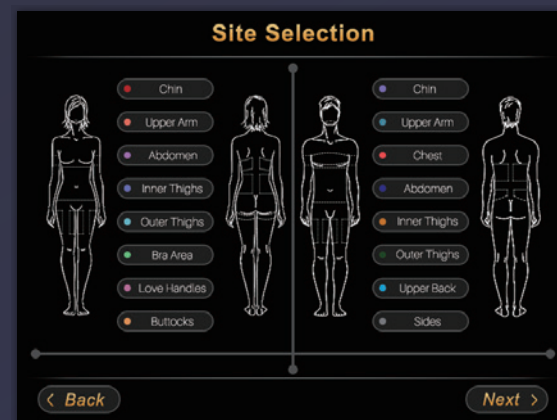 Site Selection
Chin
Upper Arm
Abdomen
Inner Thighs
Outer Thighs
Bra Area
Love Handles
Buttocks
Chin
Upper Arm
Chest
Abdomen
Inner Thighs
Outer Thighs
Upper Back
Sides
< Back
Next >